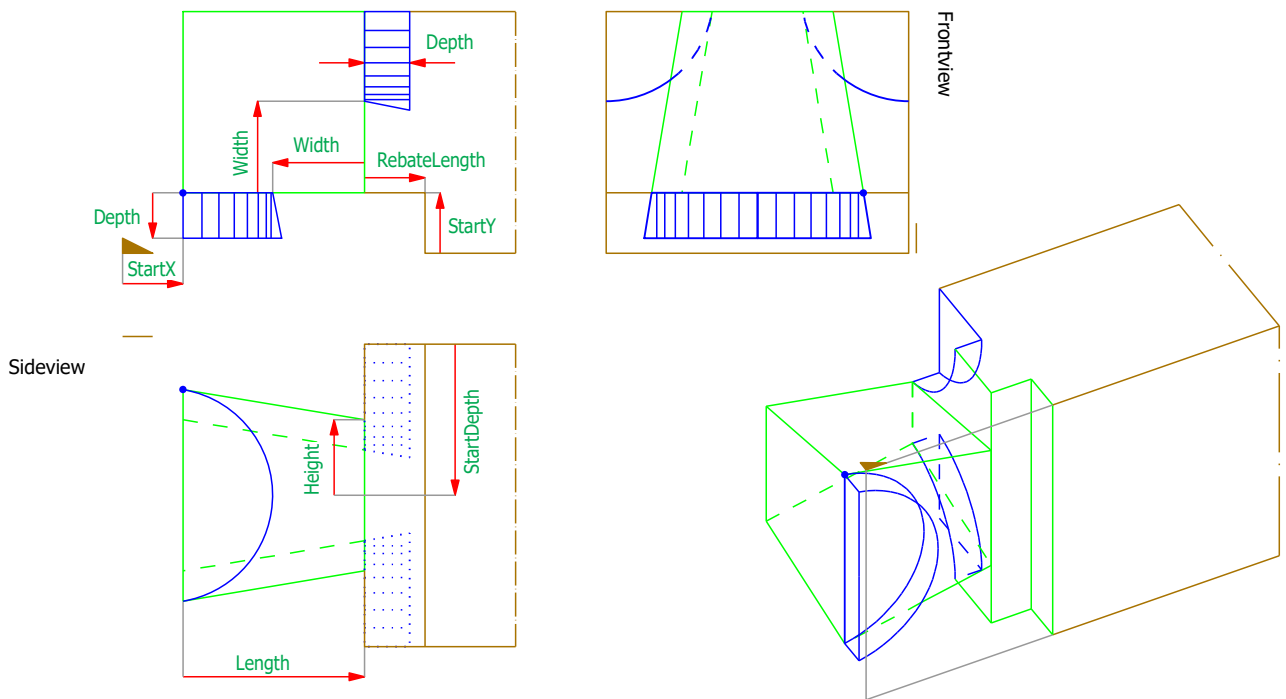 Depth
Width
Width
RebateLength
Depth
StartY
StartX
Frontview
Sideview
Height
StartDepth
Length